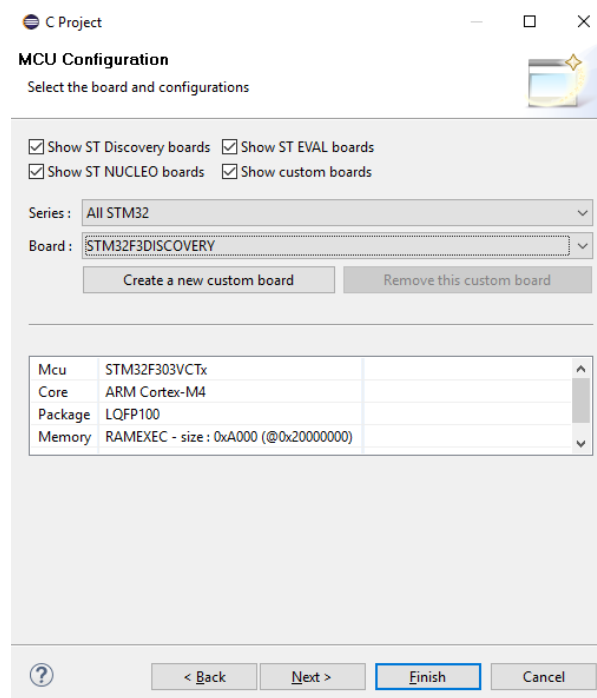 C Project
MCU Configuration
Select the board and configurations
Show ST Discovery boards Show ST EVAL boards
Show ST NUCLEO boards Show custom boards
Series : All STM32
Board : STM32F3DISCOVERY
Create a new custom board Remove this custom board
Mcu STM32F303VCTx
Core ARM Cortex-M4
Package LQFP100
Memory RAMEXEC - size : 0xA000 (@0x20000000)
? < Back Next > Finish Cancel